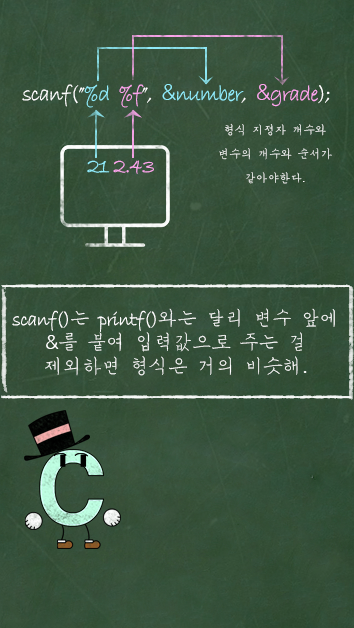 scanf("%d %f", &number, &grade);
형식 지정자 개수와
변수의 개수와 순서가
같아야한다.
21 2.43
scanf()는 printf()와는 달리 변수 앞에
&를 붙여 입력값으로 주는 걸
제외하면 형식은 거의 비슷해.
C